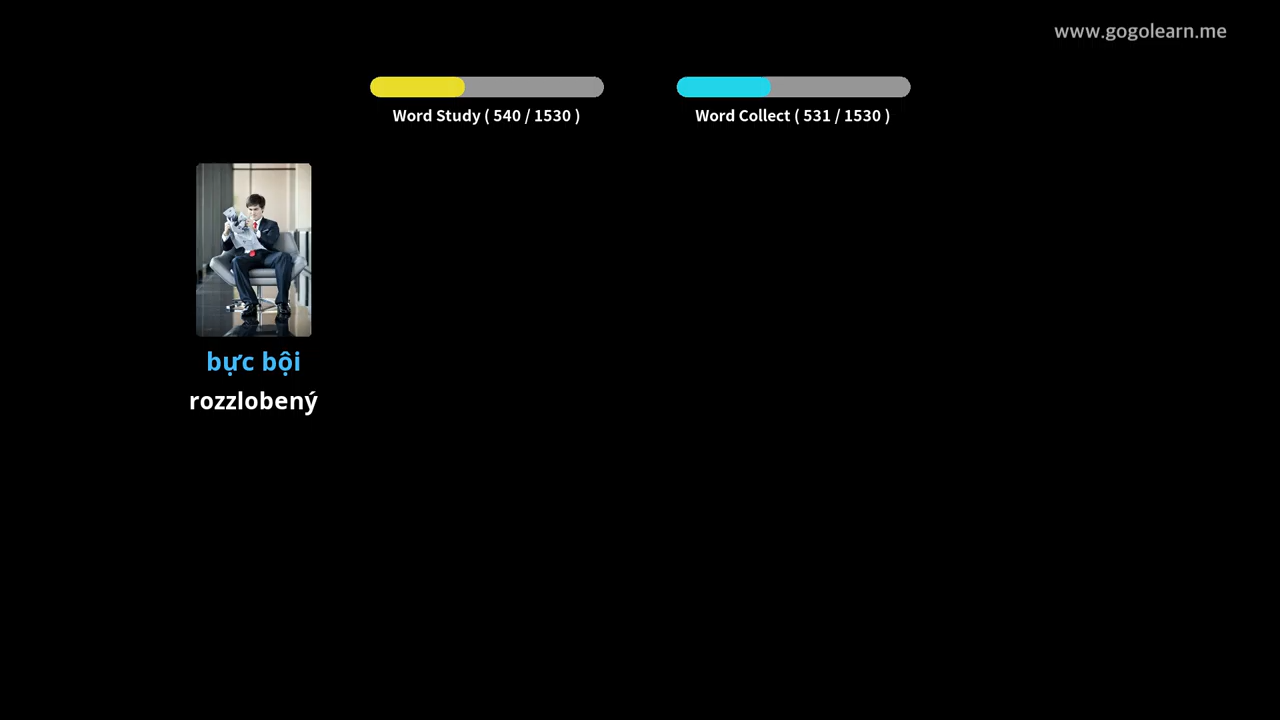 www.gogolearn.me
Word Study ( 540 / 1530 )
Word Collect ( 531 / 1530 )
bực bội
rozzlobený